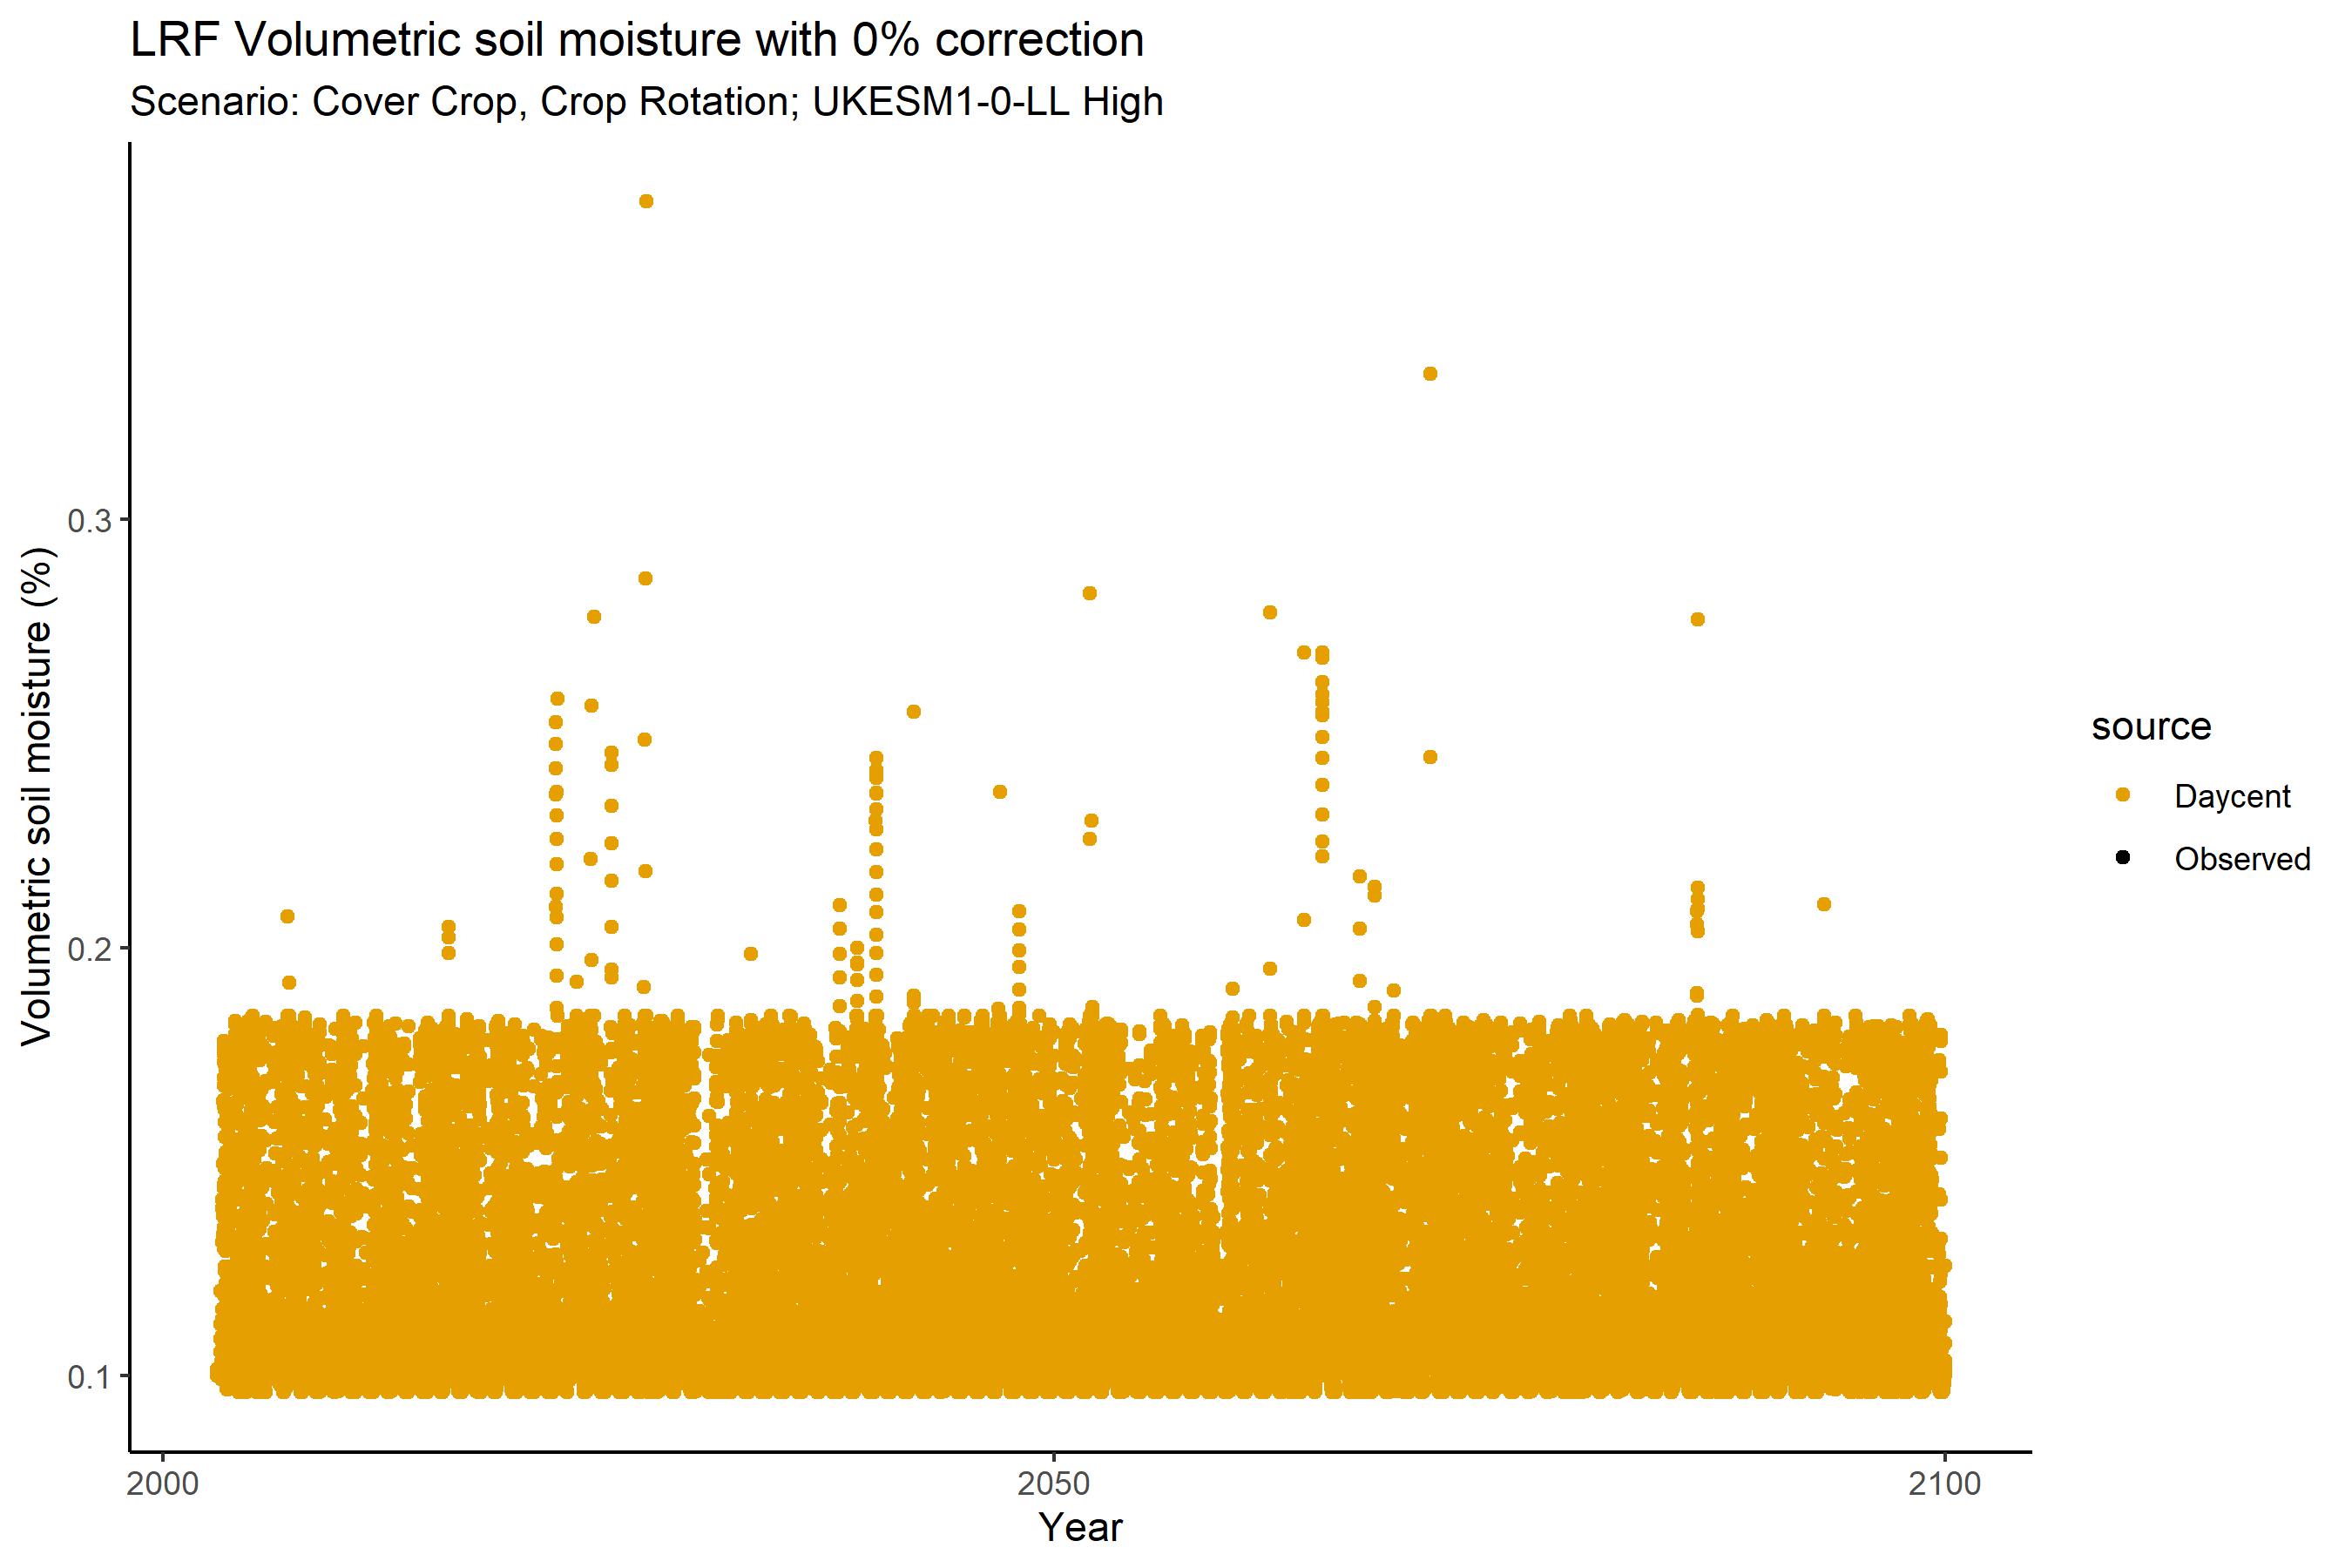 LRF Volumetric soil moisture with 0% correction
Scenario: Cover Crop, Crop Rotation; UKESM1-0-LL High
Volumetric soil moisture (%)
0.3
0.2
0.1
2000
2050
2100
Year
source
Daycent
Observed